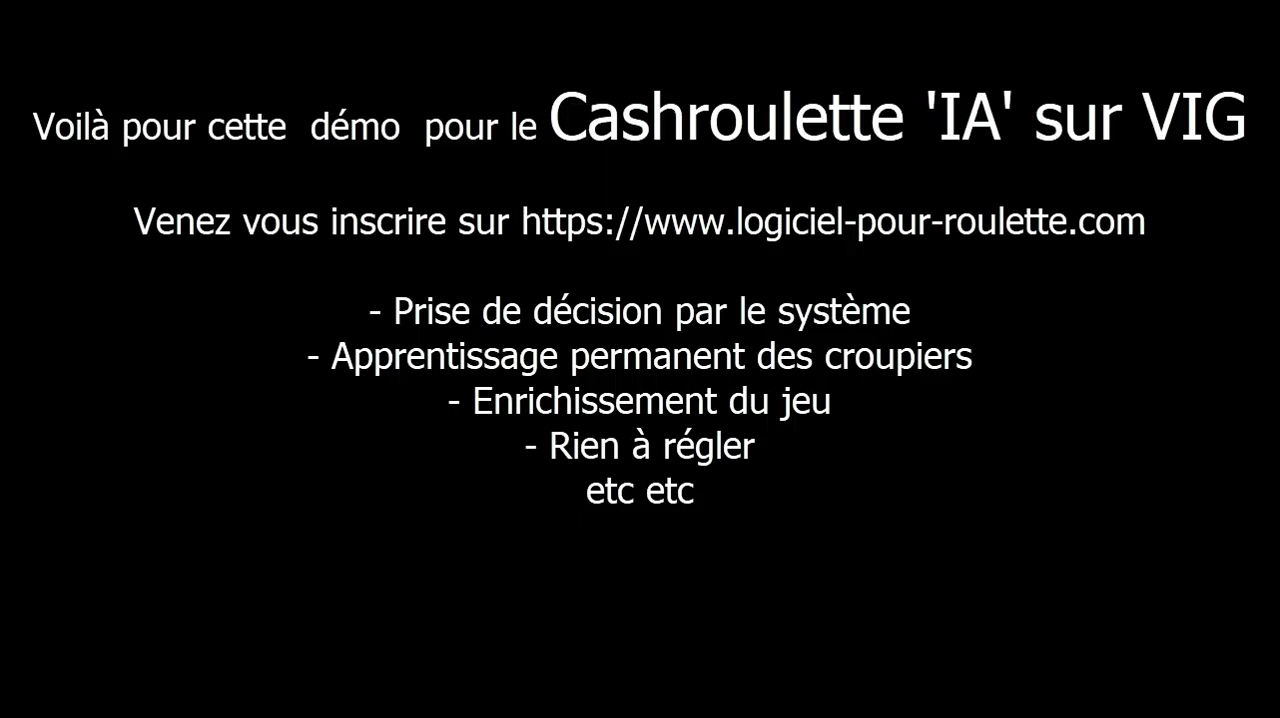 Voilà pour cette démo pour le Cashroulette 'IA' sur VIG
Venez vous inscrire sur https://www.logiciel-pour-roulette.com
- Prise de décision par le système
- Apprentissage permanent des croupiers
- Enrichissement du jeu
- Rien à régler
etc etc